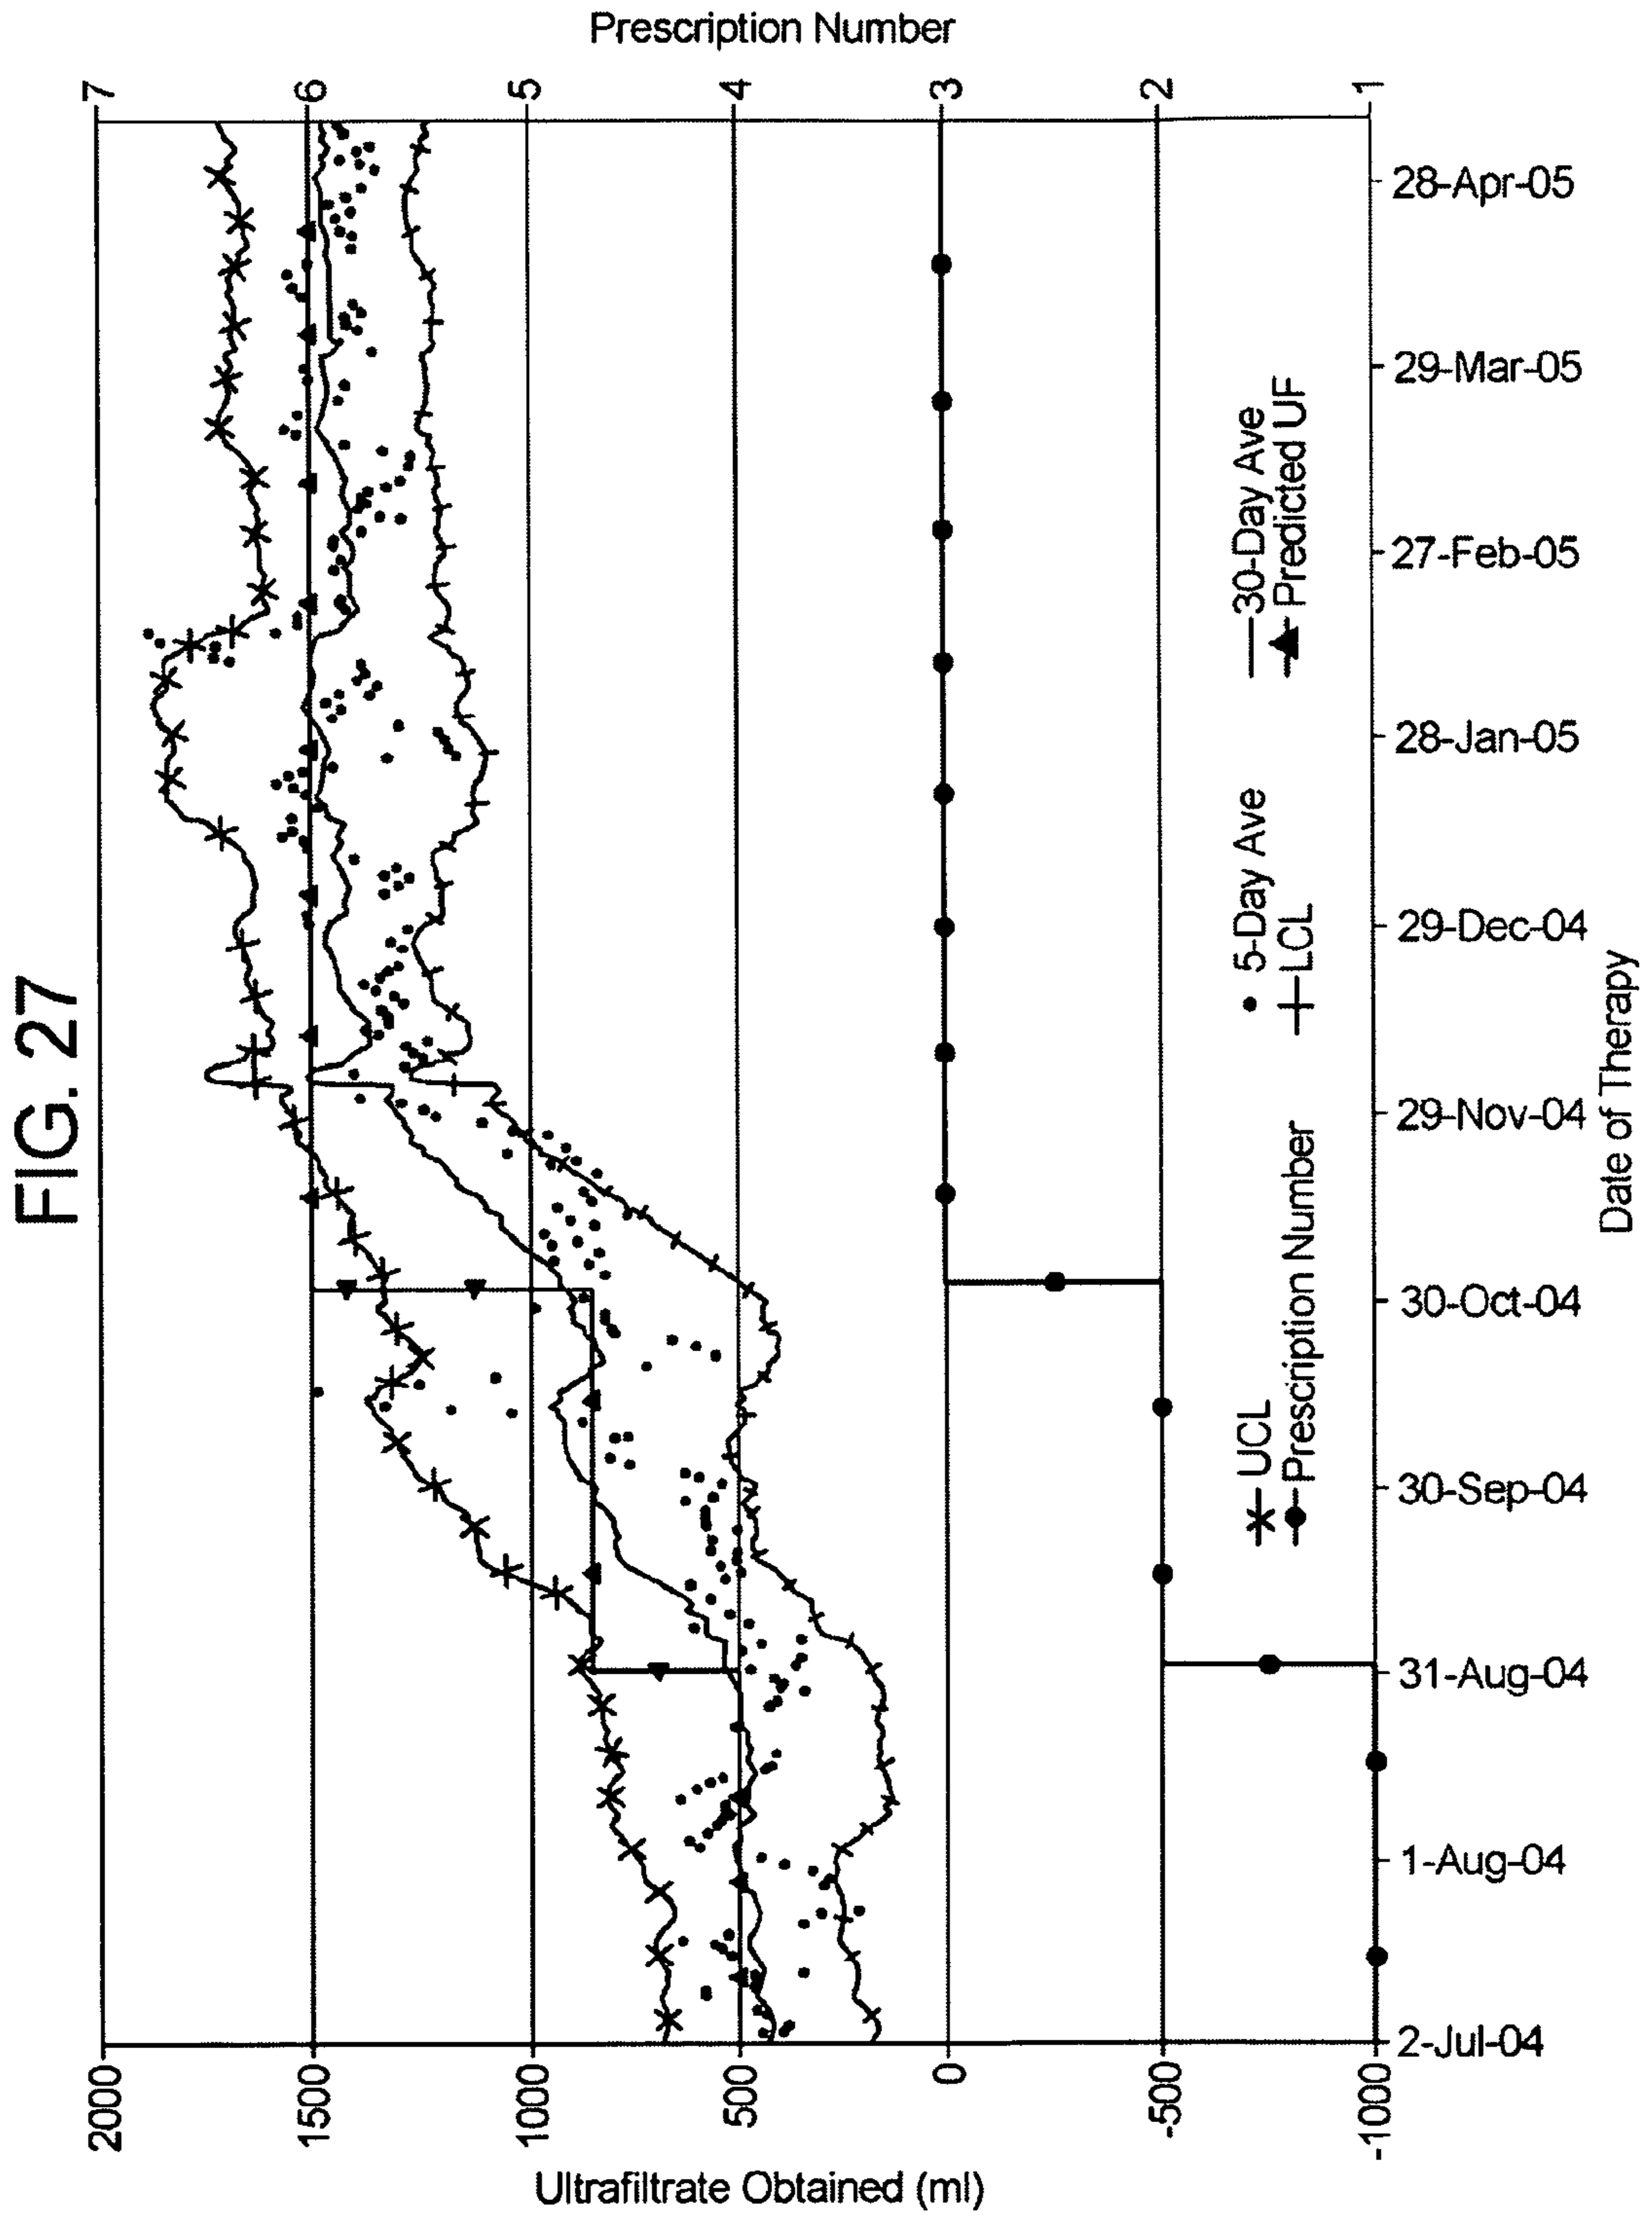 FIG. 27
Ultrafiltrate Obtained (ml)
2000
1500
1000
500
0
-500
-1000
Prescription Number
7
6
5
4
3
2
1
UCL
5-Day Ave
30-Day Ave
Prescription Number
LCL
Predicted UF
2-Jul-04
1-Aug-04
31-Aug-04
30-Sep-04
30-Oct-04
29-Nov-04
29-Dec-04
28-Jan-05
27-Feb-05
29-Mar-05
28-Apr-05
Date of Therapy